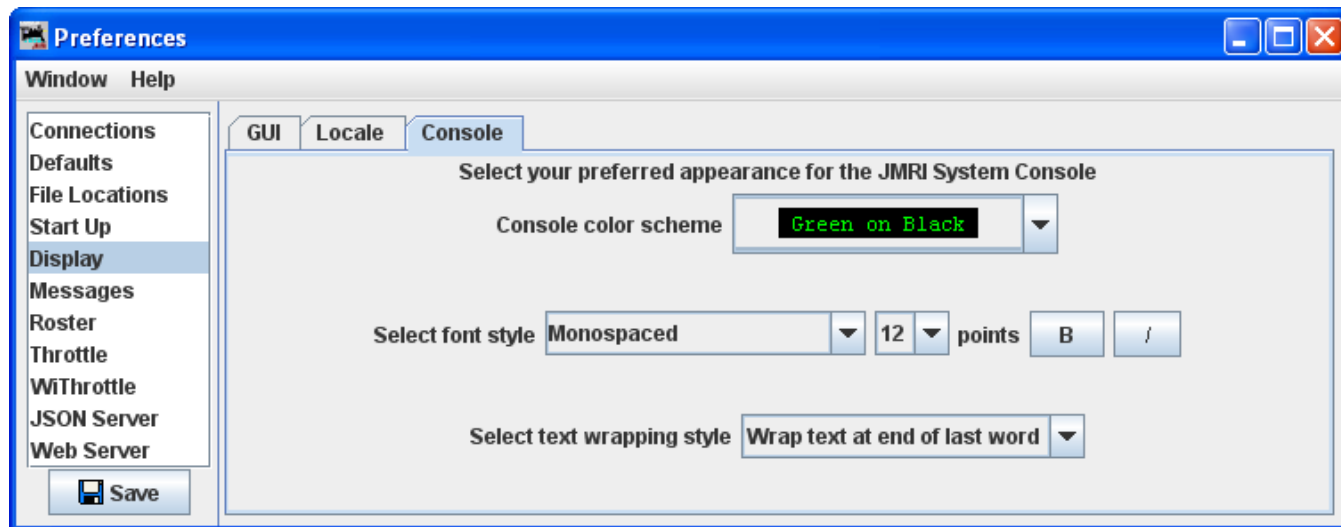 Preferences
Window Help
Connections
Defaults
File Locations
Start Up
Display
Messages
Roster
Throttle
WiThrottle
JSON Server
Web Server
Save
GUI Locale Console
Select your preferred appearance for the JMRI System Console
Console color scheme Green on Black
Select font style Monospaced 12 points B I
Select text wrapping style Wrap text at end of last word